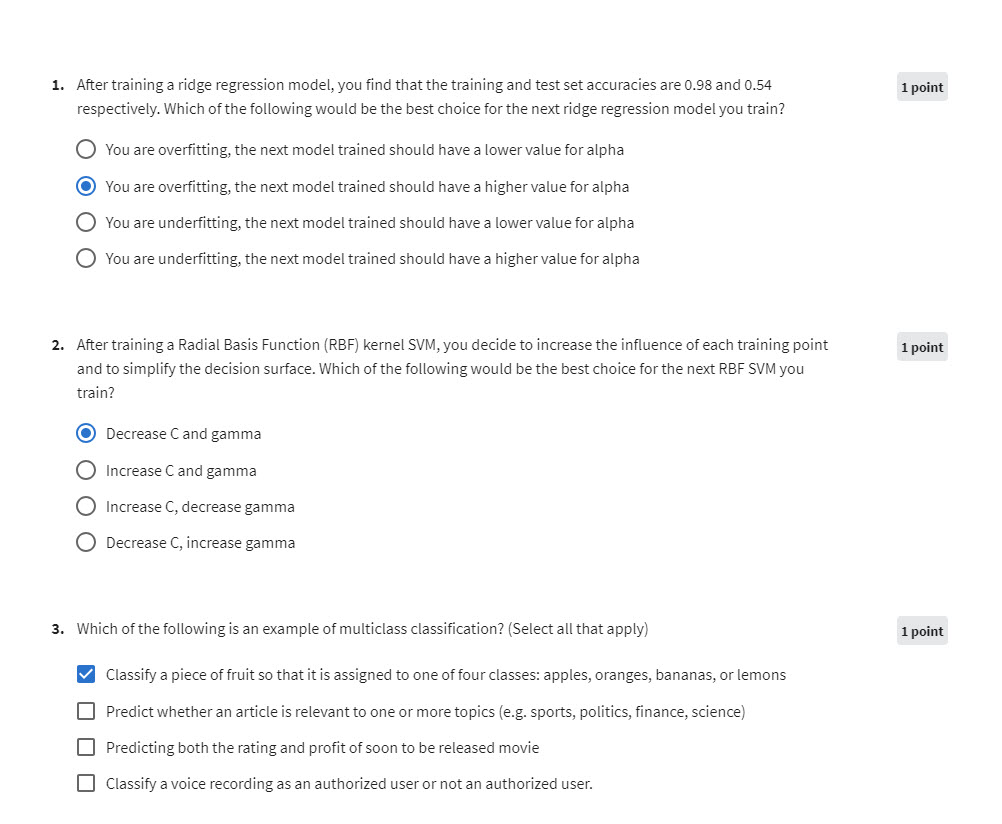 1. After training a ridge regression model, you find that the training and test set accuracies are 0.98 and 0.54 1 point
respectively. Which of the following would be the best choice for the next ridge regression model you train?
You are overfitting, the next model trained should have a lower value for alpha
You are overfitting, the next model trained should have a higher value for alpha
You are underfitting, the next model trained should have a lower value for alpha
You are underfitting, the next model trained should have a higher value for alpha
2. After training a Radial Basis Function (RBF) kernel SVM, you decide to increase the influence of each training point 1 point
and to simplify the decision surface. Which of the following would be the best choice for the next RBF SVM you
train?
Decrease C and gamma
Increase C and gamma
Increase C, decrease gamma
Decrease C, increase gamma
3. Which of the following is an example of multiclass classification? (Select all that apply) 1 point
Classify a piece of fruit so that it is assigned to one of four classes: apples, oranges, bananas, or lemons
Predict whether an article is relevant to one or more topics (e.g. sports, politics, finance, science)
Predicting both the rating and profit of soon to be released movie
Classify a voice recording as an authorized user or not an authorized user.